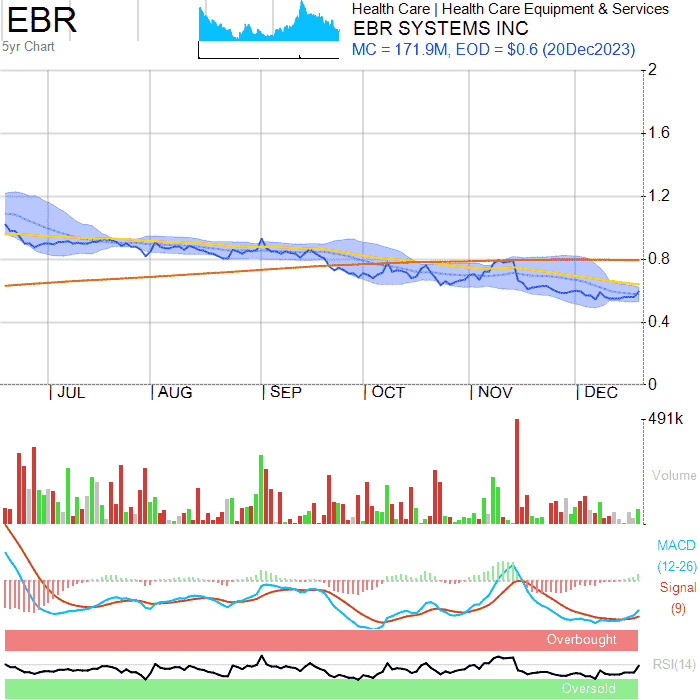 EBR
5yr Chart
Health Care | Health Care Equipment & Services
EBR SYSTEMS INC
MC = 171.9M, EOD = $0.6 (20Dec2023)
2
1.6
1.2
0.8
0.4
0
| JUL | AUG | SEP | OCT | NOV | DEC
491k
Volume
MACD
(12-26)
Signal
(9)
Overbought
RSI(14)
Oversold